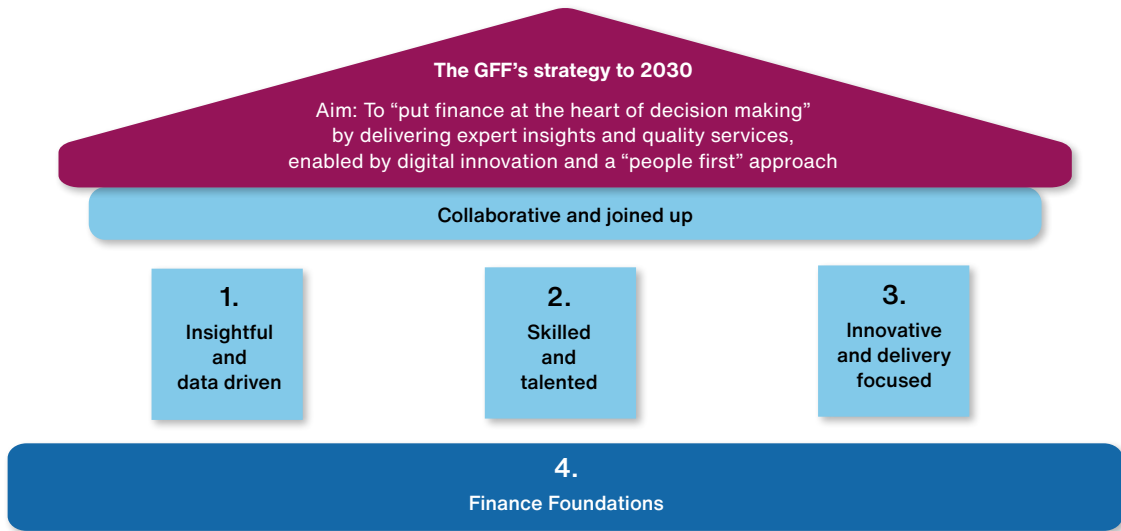 The GFF's strategy to 2030
Aim: To “put finance at the heart of decision making”
by delivering expert insights and quality services,
enabled by digital innovation and a “people first” approach
Collaborative and joined up
1.
Insightful
and
data driven
2.
Skilled
and
talented
3.
Innovative
and delivery
focused
4.
Finance Foundations